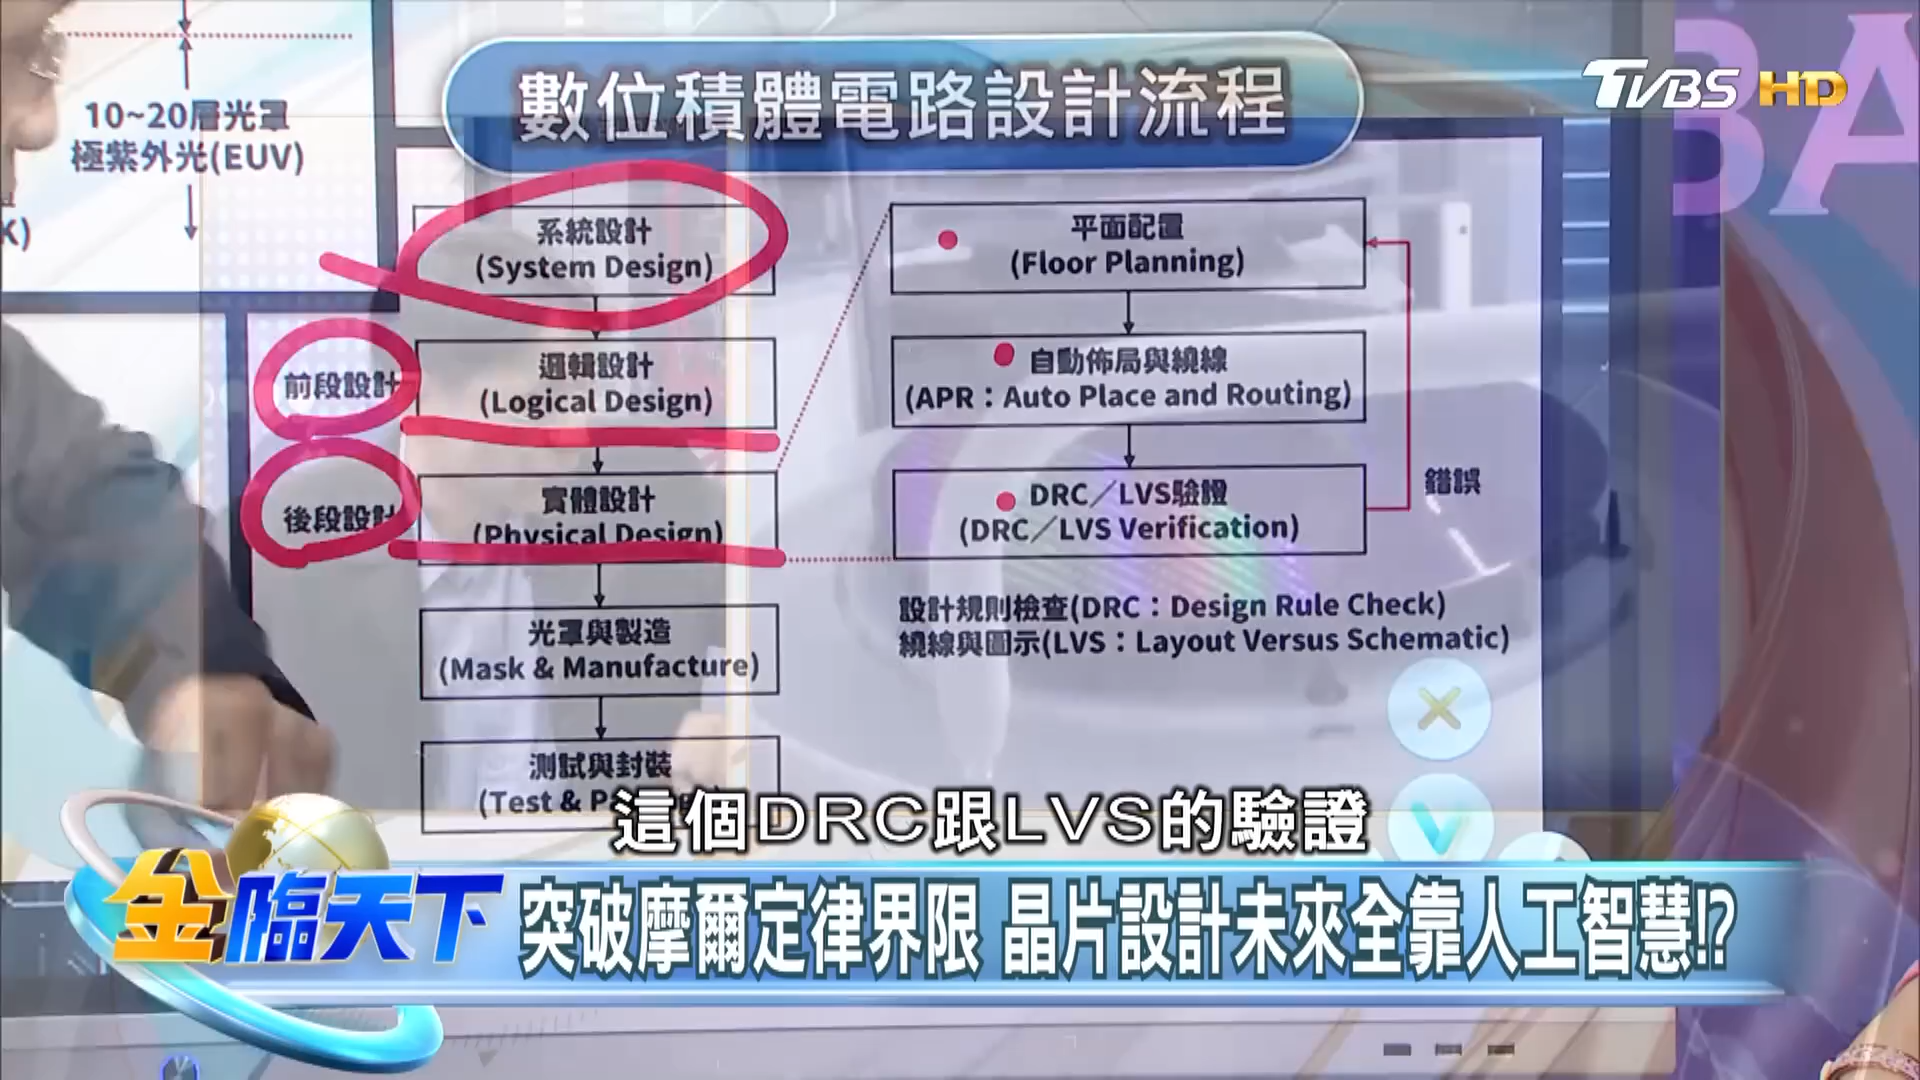 數位積體電路設計流程
TVBS HD
BA
10~20層光罩
極紫外光(EUV)
K)
系統設計
(System Design)
前段設計
邏輯設計
(Logical Design)
後段設計
實體設計
(Physical Design)
光罩與製造
(Mask & Manufacture)
測試與封裝
(Test & P
平面配置
(Floor Planning)
自動佈局與繞線
(APR：Auto Place and Routing)
DRC／LVS驗證
(DRC／LVS Verification)
錯誤
設計規則檢查(DRC：Design Rule Check)
繞線與圖示(LVS：Layout Versus Schematic)
這個DRC跟LVS的驗證
金臨天下
突破摩爾定律界限 晶片設計未來全靠人工智慧!?